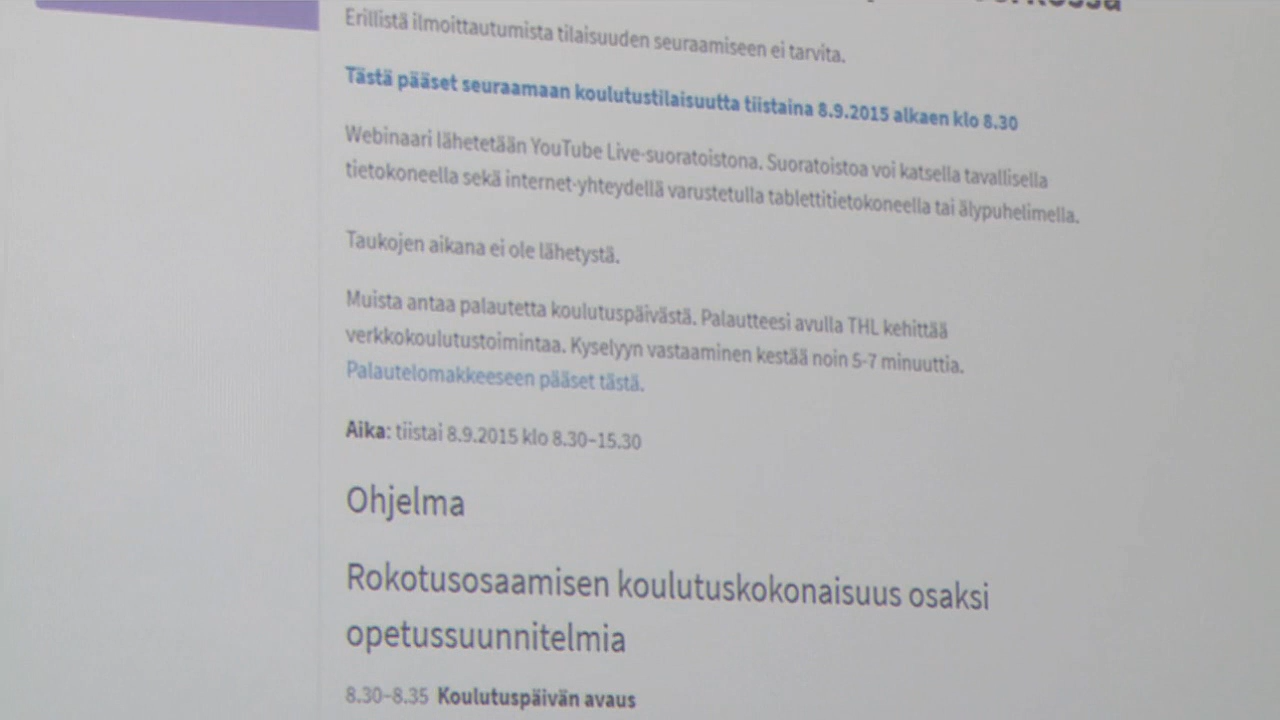 Erillistä ilmoittautumista tilaisuuden seuraamiseen ei tarvita.
Tästä pääset seuraamaan koulutustilaisuutta tiistaina 8.9.2015 alkaen klo 8.30
Webinaari lähetetään YouTube Live-suoratoistona. Suoratoistoa voi katsella tavallisella
tietokoneella sekä internet-yhteydellä varustetulla tablettitietokoneella tai älypuhelimella.
Taukojen aikana ei ole lähetystä.
Muista antaa palautetta koulutuspäivästä. Palautteesi avulla THL kehittää
verkkokoulutustoimintaa. Kyselyyn vastaaminen kestää noin 5-7 minuuttia.
Palautelomakkeeseen pääset tästä.
Aika: tiistai 8.9.2015 klo 8.30–15.30
Ohjelma
Rokotusosaamisen koulutuskokonaisuus osaksi
opetussuunnitelmia
8.30–8.35 Koulutuspäivän avaus